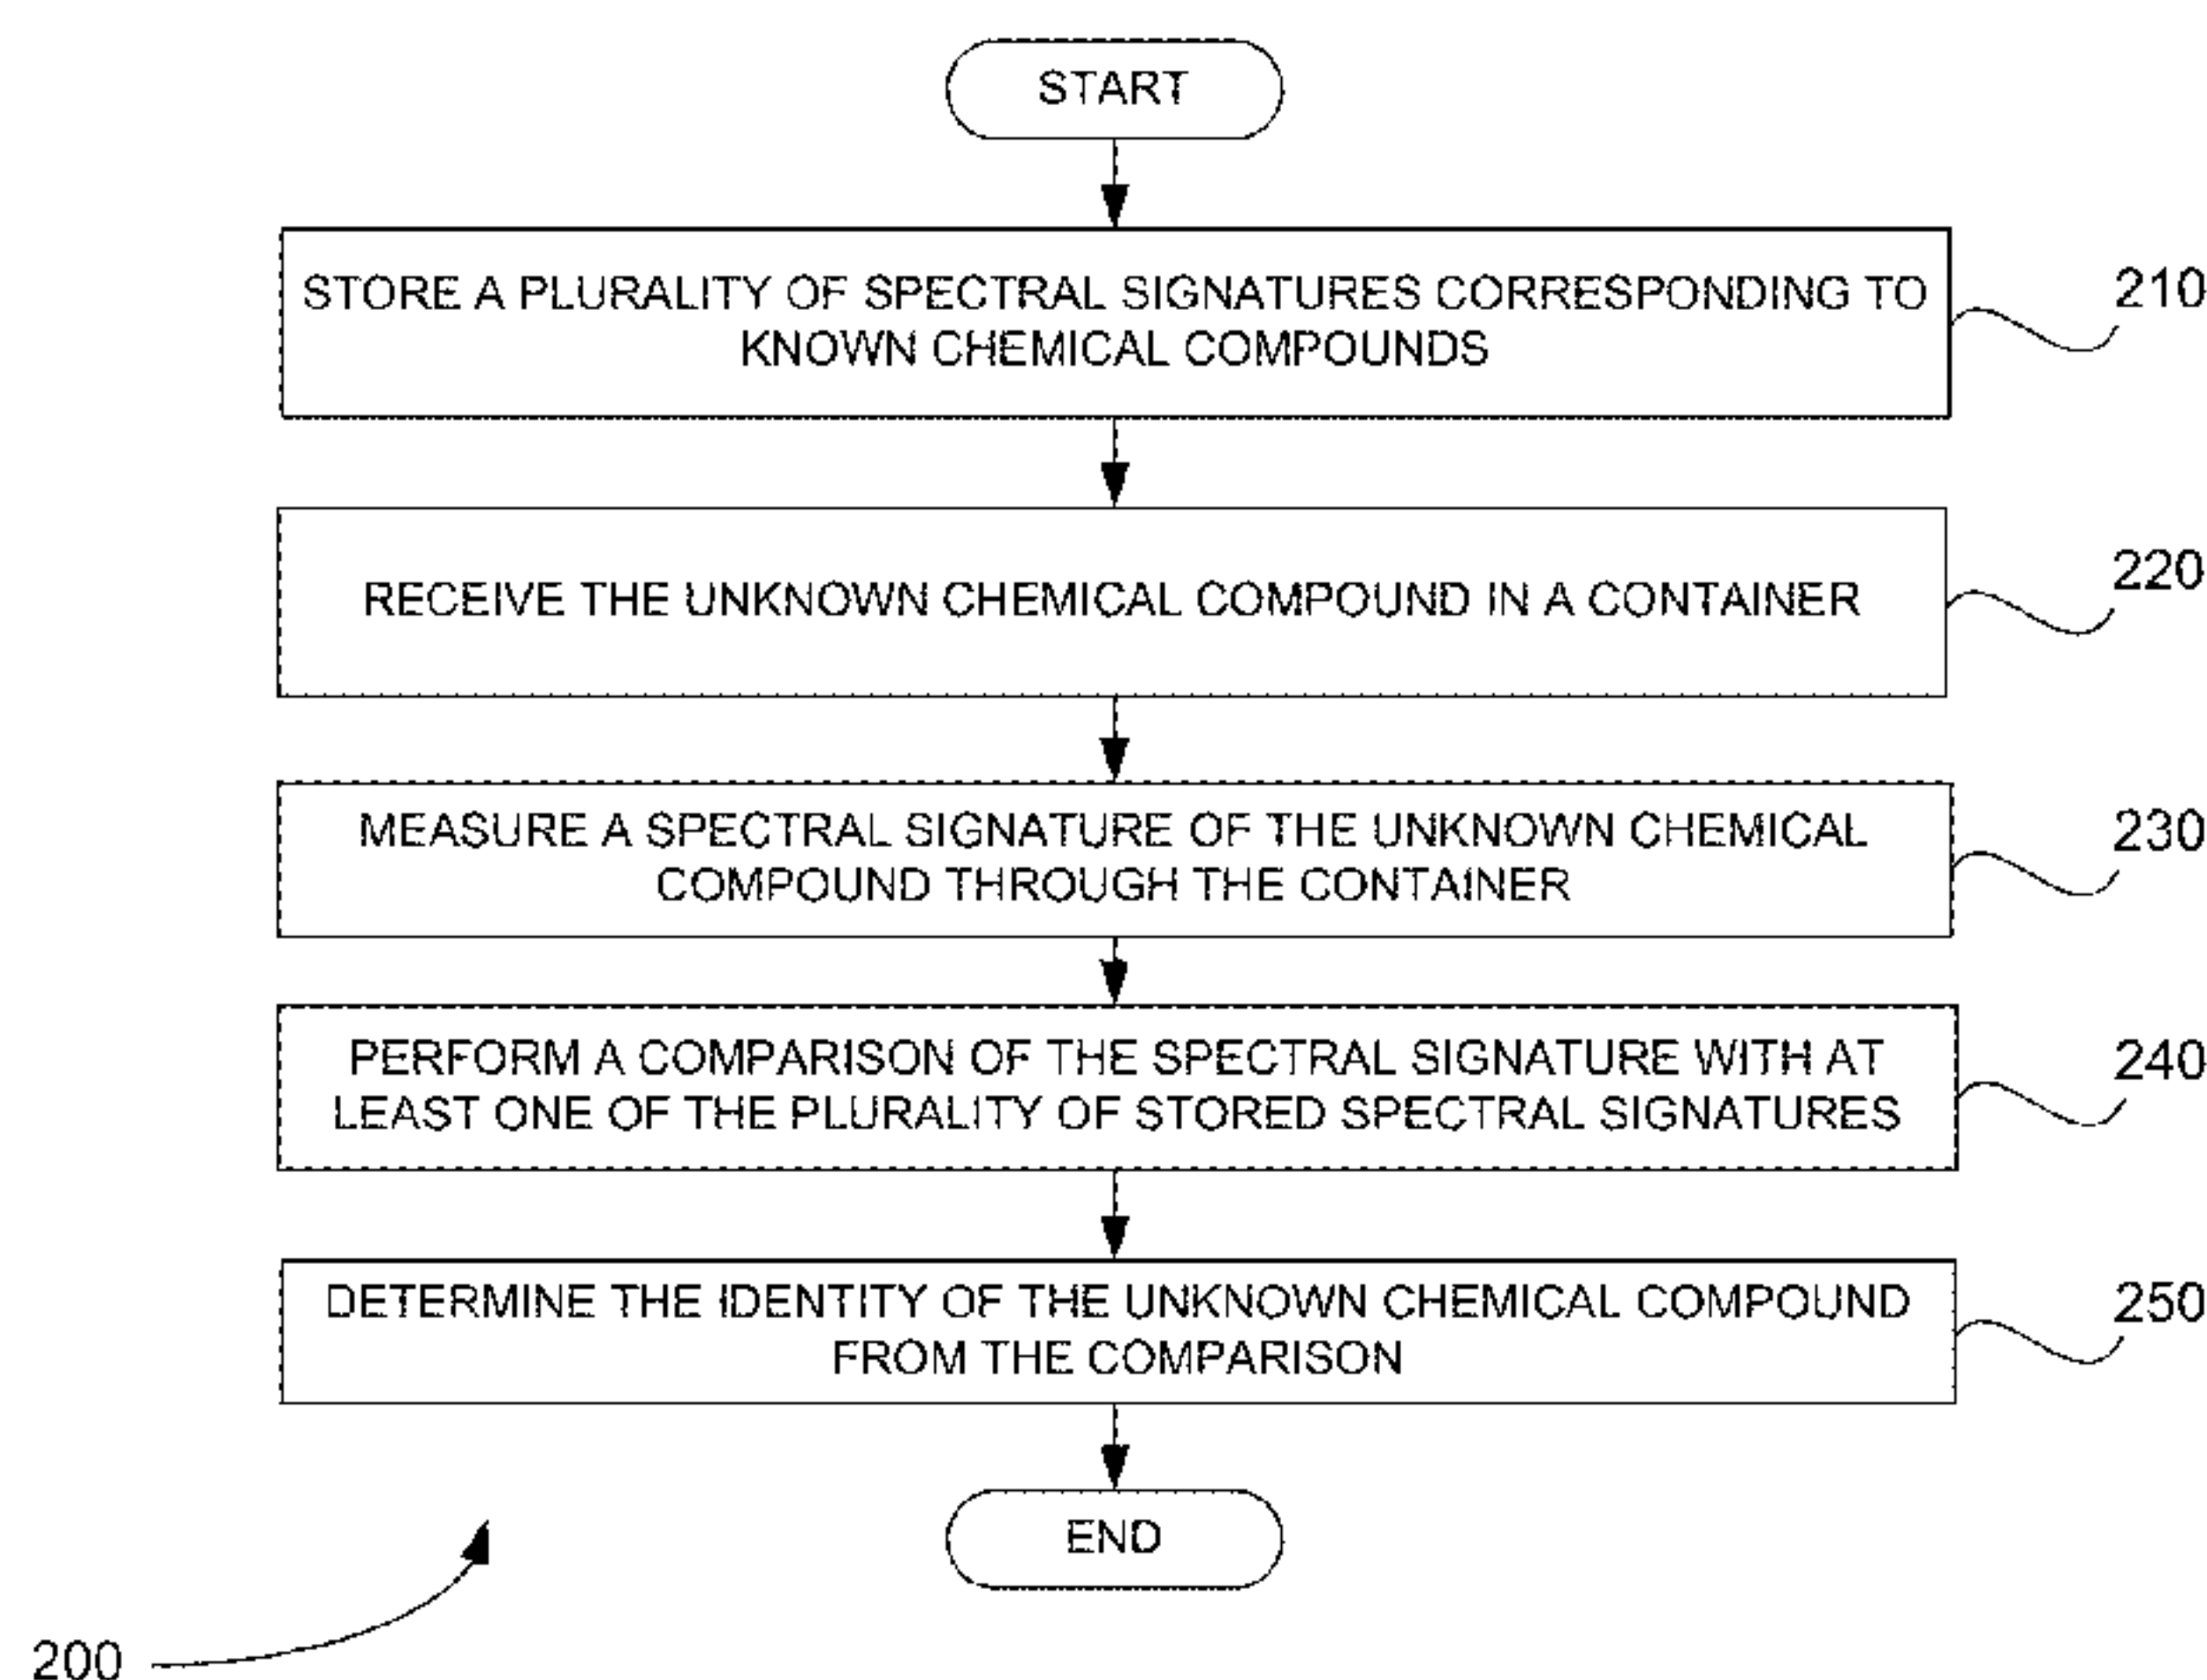 START
STORE A PLURALITY OF SPECTRAL SIGNATURES CORRESPONDING TO
KNOWN CHEMICAL COMPOUNDS
210
RECEIVE THE UNKNOWN CHEMICAL COMPOUND IN A CONTAINER
220
MEASURE A SPECTRAL SIGNATURE OF THE UNKNOWN CHEMICAL
COMPOUND THROUGH THE CONTAINER
230
PERFORM A COMPARISON OF THE SPECTRAL SIGNATURE WITH AT
LEAST ONE OF THE PLURALITY OF STORED SPECTRAL SIGNATURES
240
DETERMINE THE IDENTITY OF THE UNKNOWN CHEMICAL COMPOUND
FROM THE COMPARISON
250
END
200